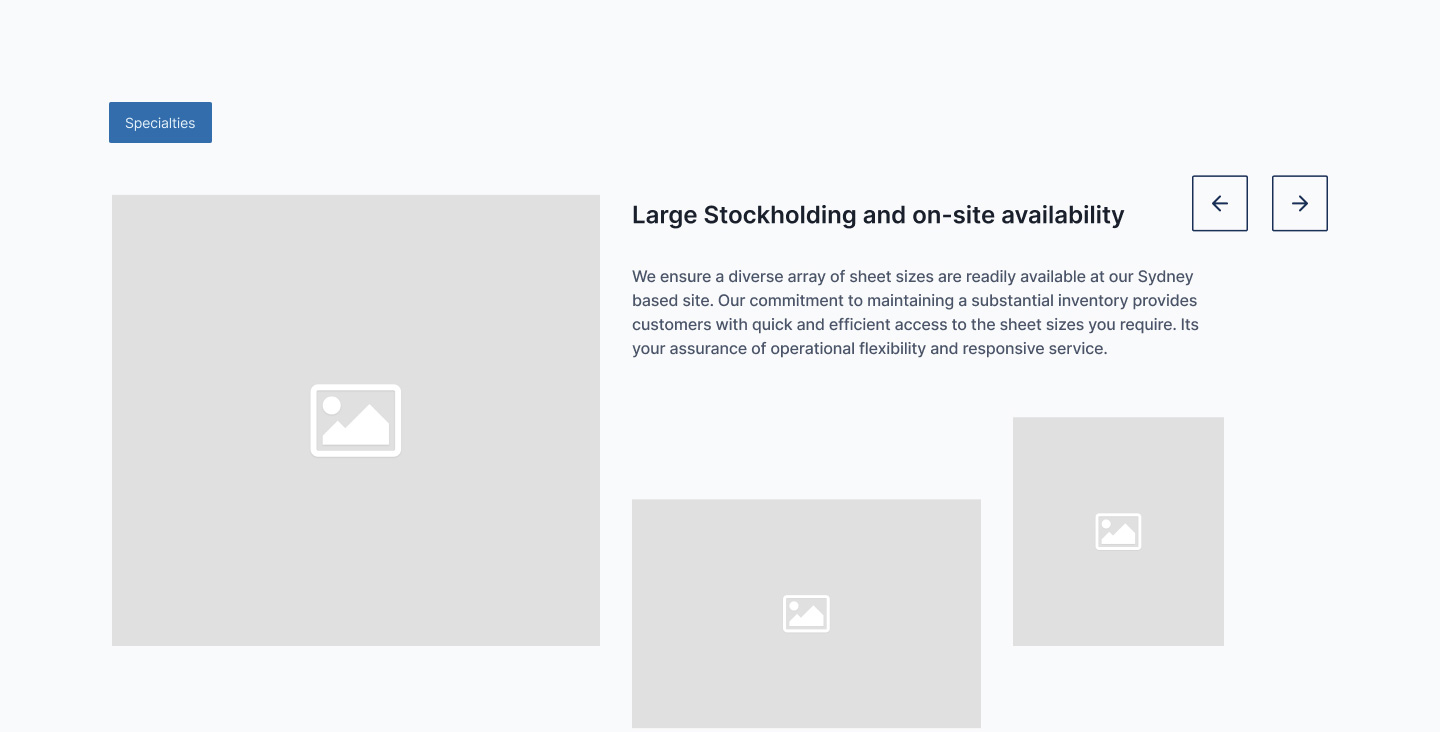 Specialties
Large Stockholding and on-site availability
We ensure a diverse array of sheet sizes are readily available at our Sydney
based site. Our commitment to maintaining a substantial inventory provides
customers with quick and efficient access to the sheet sizes you require. Its
your assurance of operational flexibility and responsive service.